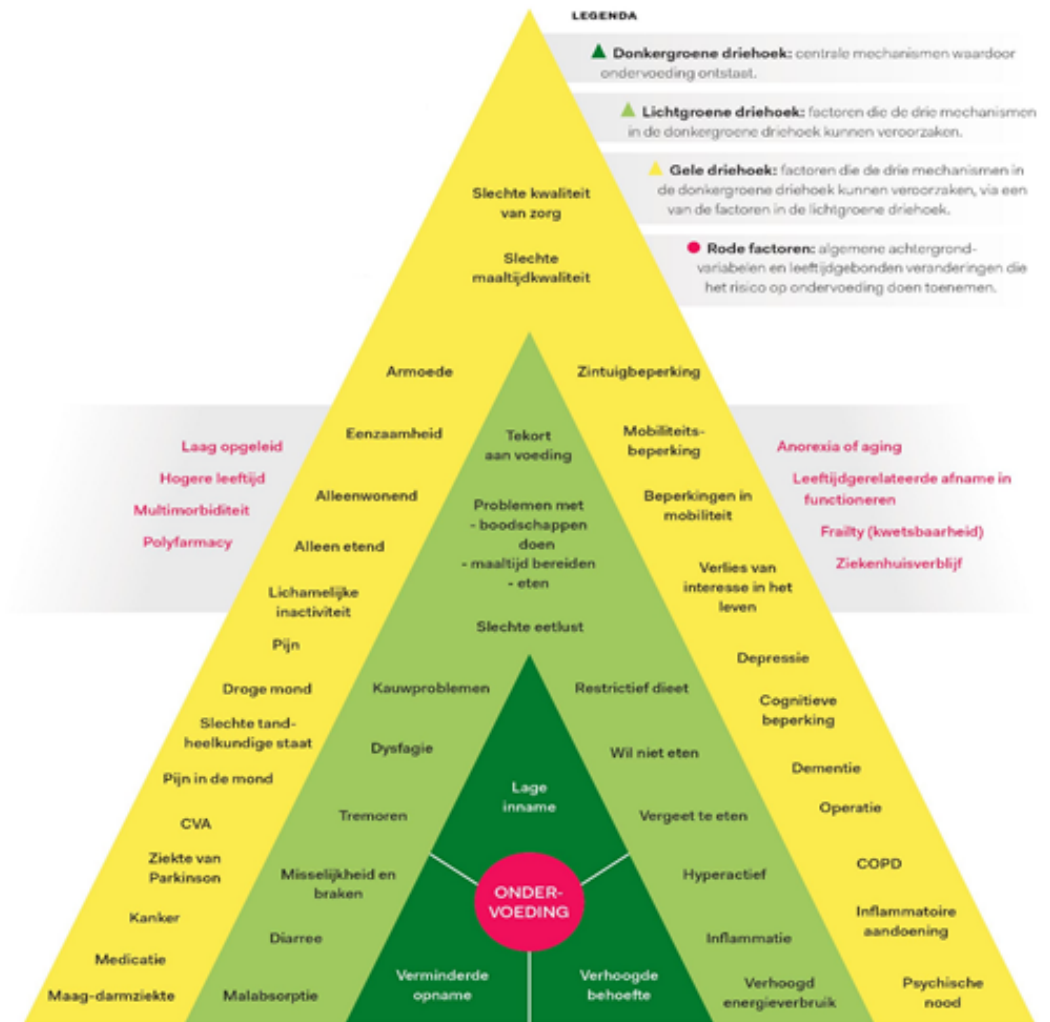 LEGENDA
Donkergroene driehoek: centrale mechanismen waardoor
ondervoeding ontstaat.
Lichtgroene driehoek: factoren die de drie mechanismen
in de donkergroene driehoek kunnen veroorzaken.
Gele driehoek: factoren die de drie mechanismen in
de donkergroene driehoek kunnen veroorzaken, via een
van de factoren in de lichtgroene driehoek.
Rode factoren: algemene achtergrond-
variabelen en leeftijdgebonden veranderingen die
het risico op ondervoeding doen toenemen.
Slechte kwaliteit
van zorg
Slechte
maaltijdkwaliteit
Armoede
Eenzaamheid
Alleenwonend
Alleen etend
Lichamelijke
inactiviteit
Pijn
Droge mond
Slechte tand-
heelkundige staat
Pijn in de mond
CVA
Ziekte van
Parkinson
Kanker
Medicatie
Maag-darmziekte
Zintuigbeperking
Mobiliteits-
beperking
Beperkingen in
mobiliteit
Verlies van
interesse in het
leven
Depressie
Cognitieve
beperking
Dementie
Operatie
COPD
Inflammatoire
aandoening
Psychische
nood
Laag opgeleid
Hogere leeftijd
Multimorbiditeit
Polyfarmacy
Anorexia of aging
Leeftijdgerelateerde afname in
functioneren
Frailty (kwetsbaarheid)
Ziekenhuisverblijf
Tekort
aan voeding
Problemen met
- boodschappen
doen
- maaltijd bereiden
- eten
Slechte eetlust
Kauwproblemen
Dysfagie
Tremoren
Misselijkheid en
braken
Diarree
Malabsorptie
Restrictief dieet
Wil niet eten
Vergeet te eten
Hyperactief
Inflammatie
Verhoogd
energieverbruik
Lage
inname
ONDER-
VOEDING
Verminderde
opname
Verhoogde
behoefte